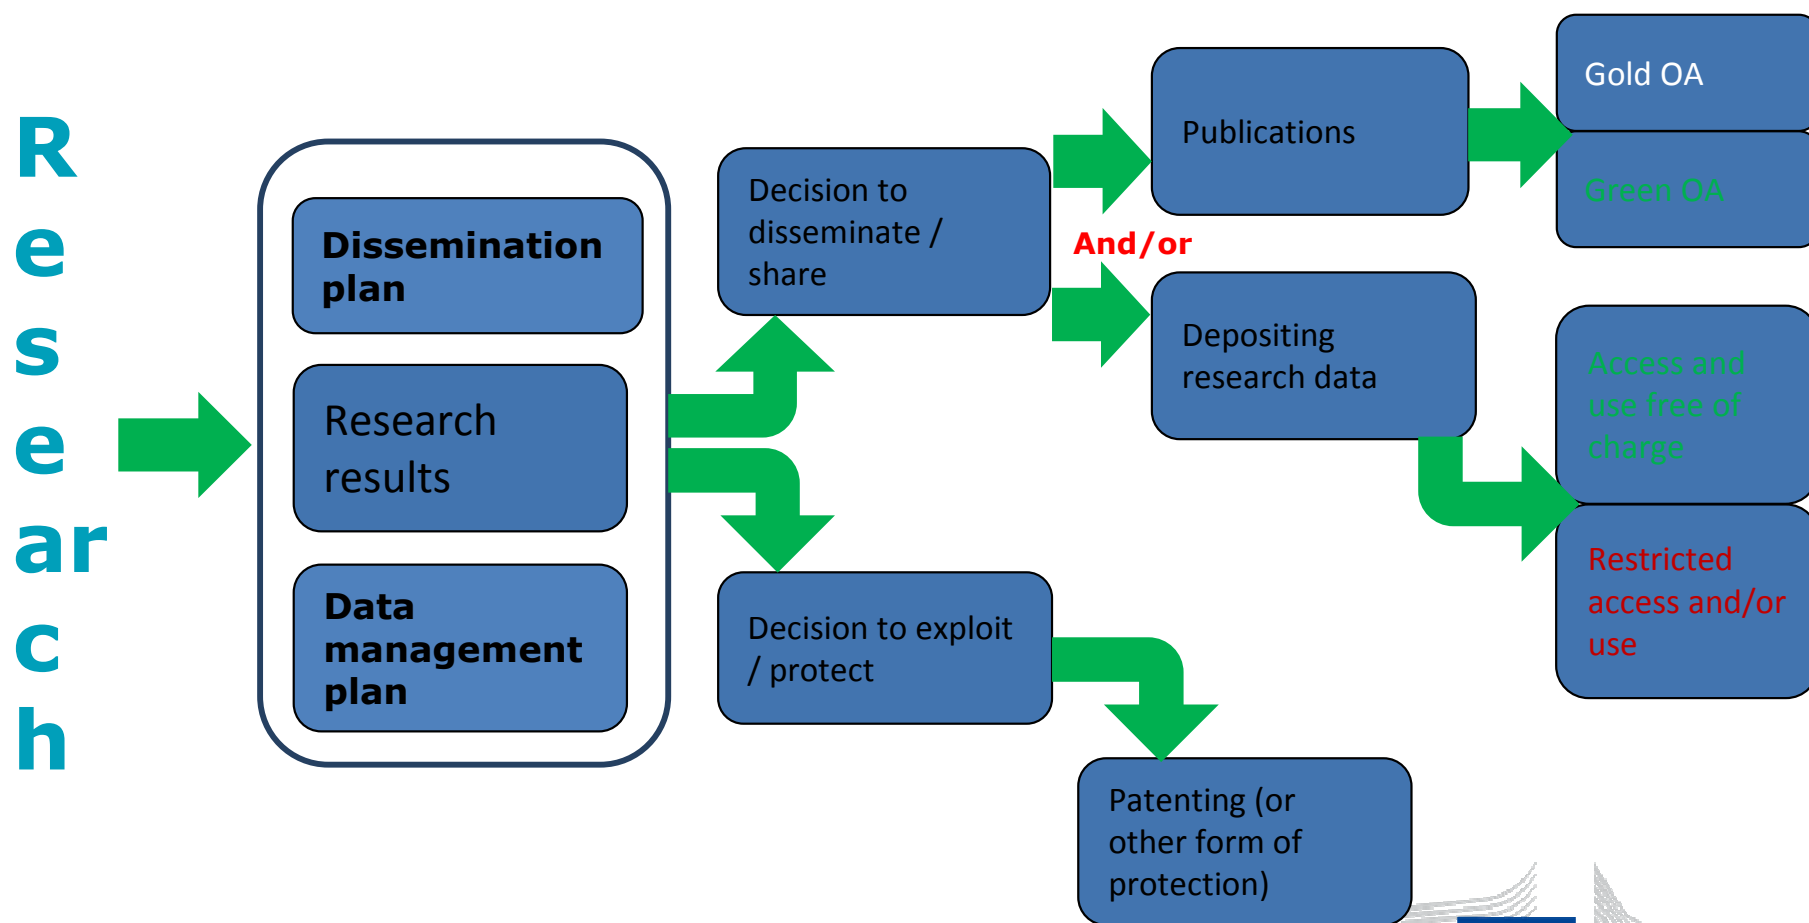 R
e
s
e
ar
c
h
Dissemination
plan
Research
results
Data
management
plan
Decision to
disseminate /
share
Decision to exploit
/ protect
And/or
Publications
Depositing
research data
Patenting (or
other form of
protection)
Gold OA
Green OA
Access and
use free of
charge
Restricted
access and/or
use